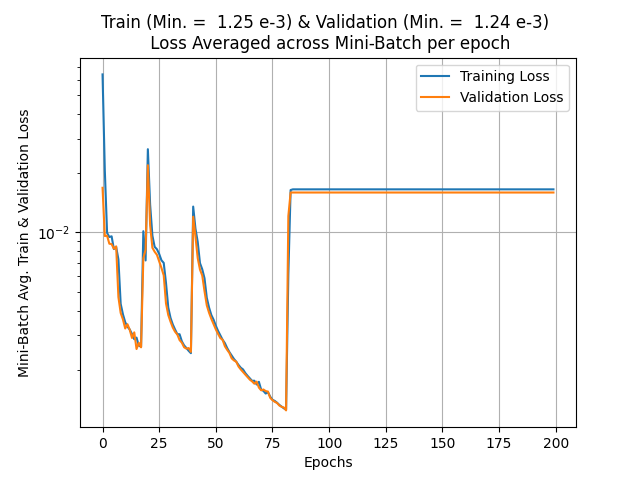 Train (Min. =  1.25 e-3) & Validation (Min. =  1.24 e-3)
Loss Averaged across Mini-Batch per epoch
Training Loss
Validation Loss
Mini-Batch Avg. Train & Validation Loss
10⁻²
0 25 50 75 100 125 150 175 200
Epochs